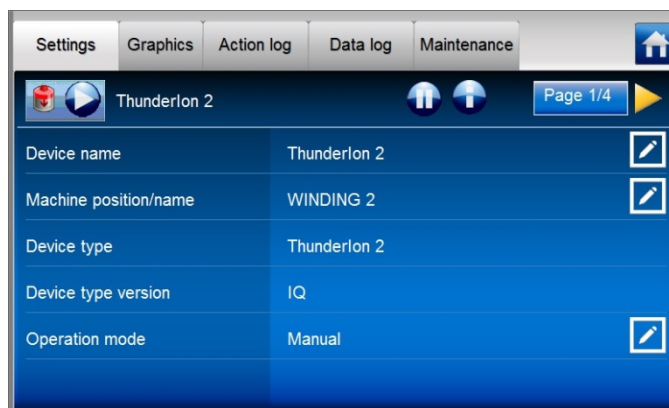 Settings Graphics Action log Data log Maintenance
ThunderIon 2 Page 1/4
Device name ThunderIon 2
Machine position/name WINDING 2
Device type ThunderIon 2
Device type version IQ
Operation mode Manual